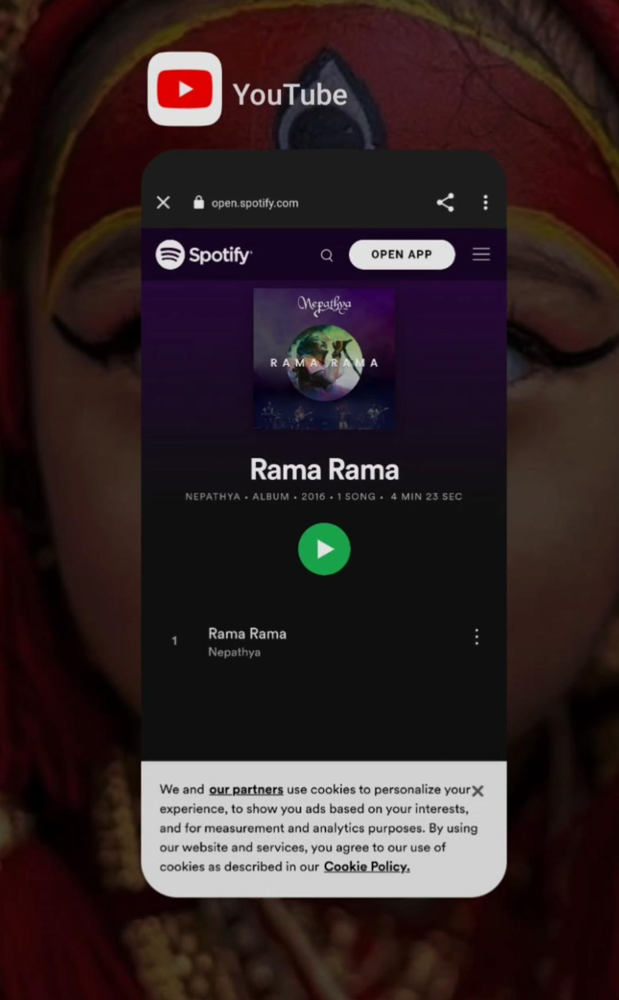 YouTube
open.spotify.com
Spotify
OPEN APP
Nepathya
RAMA RAMA
Rama Rama
NEPATHYA • ALBUM • 2016 • 1 SONG • 4 MIN 23 SEC
1
Rama Rama
Nepathya
We and our partners use cookies to personalize your
experience, to show you ads based on your interests,
and for measurement and analytics purposes. By using
our website and services, you agree to our use of
cookies as described in our Cookie Policy.